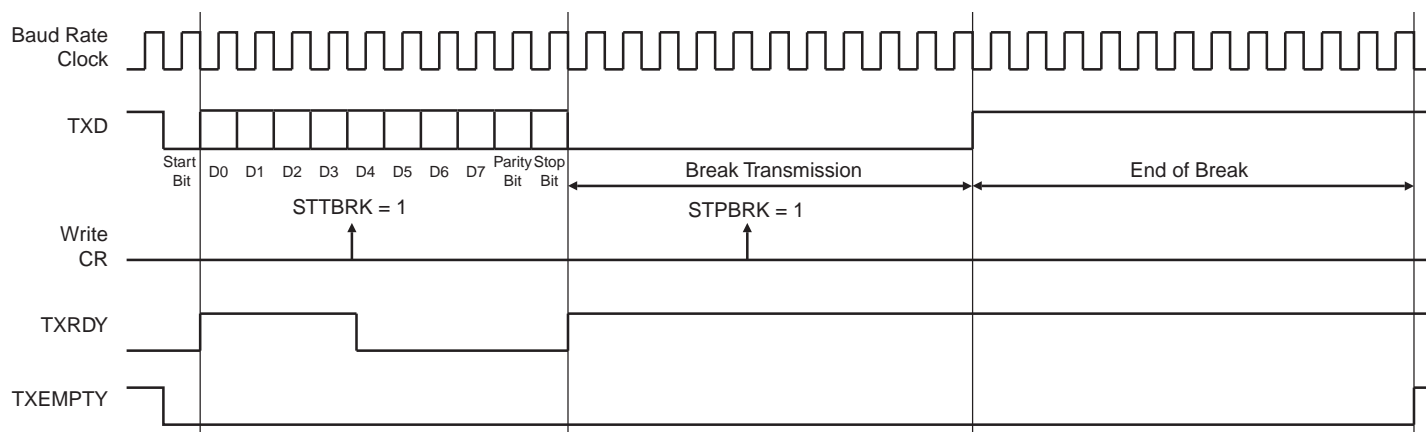 Baud Rate
Clock
TXD
Start
Bit
D0 D1 D2 D3 D4 D5 D6 D7
Parity
Bit
Stop
Bit
Break Transmission
End of Break
STTBRK = 1
STPBRK = 1
Write
CR
TXRDY
TXEMPTY